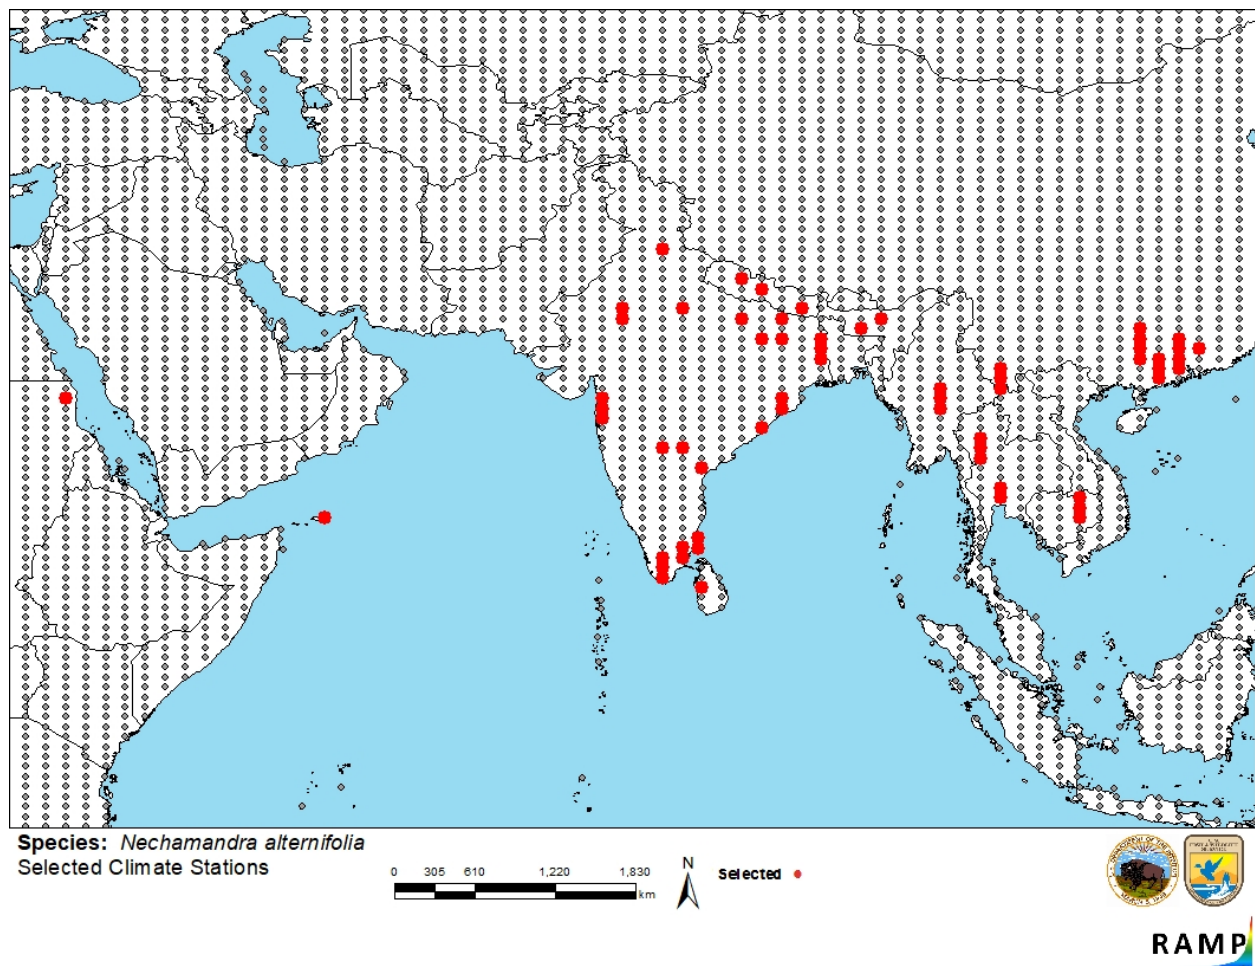 Species: Nechamandra alternifolia
Selected Climate Stations
0 305 610 1,220 1,830
km
N
Selected
RAMP